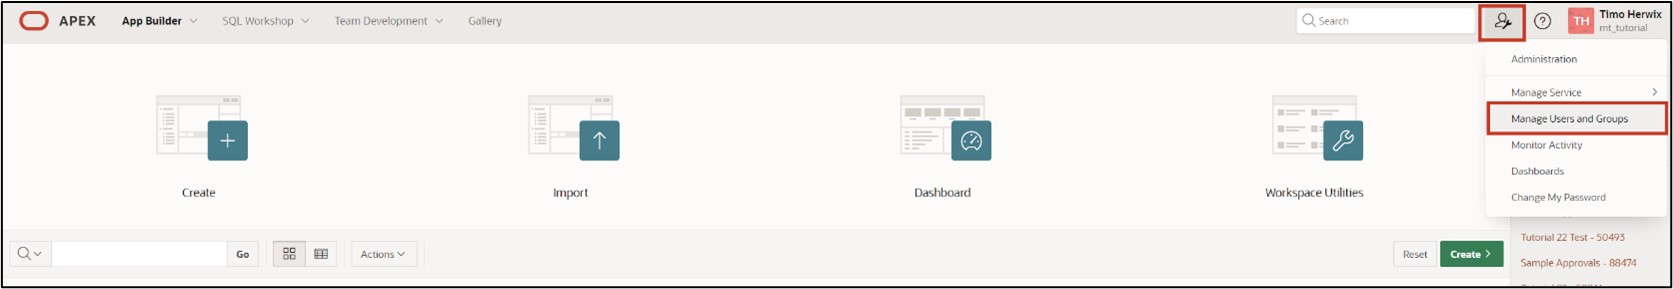 APEX App Builder SQL Workshop Team Development Gallery Search TH Timo Herwix
mt_tutorial
Administration
Manage Service
Manage Users and Groups
Monitor Activity
Dashboards
Change My Password
Create Import Dashboard Workspace Utilities
Go Actions Reset Create
Tutorial 22 Test - 50493
Sample Approvals - 88474